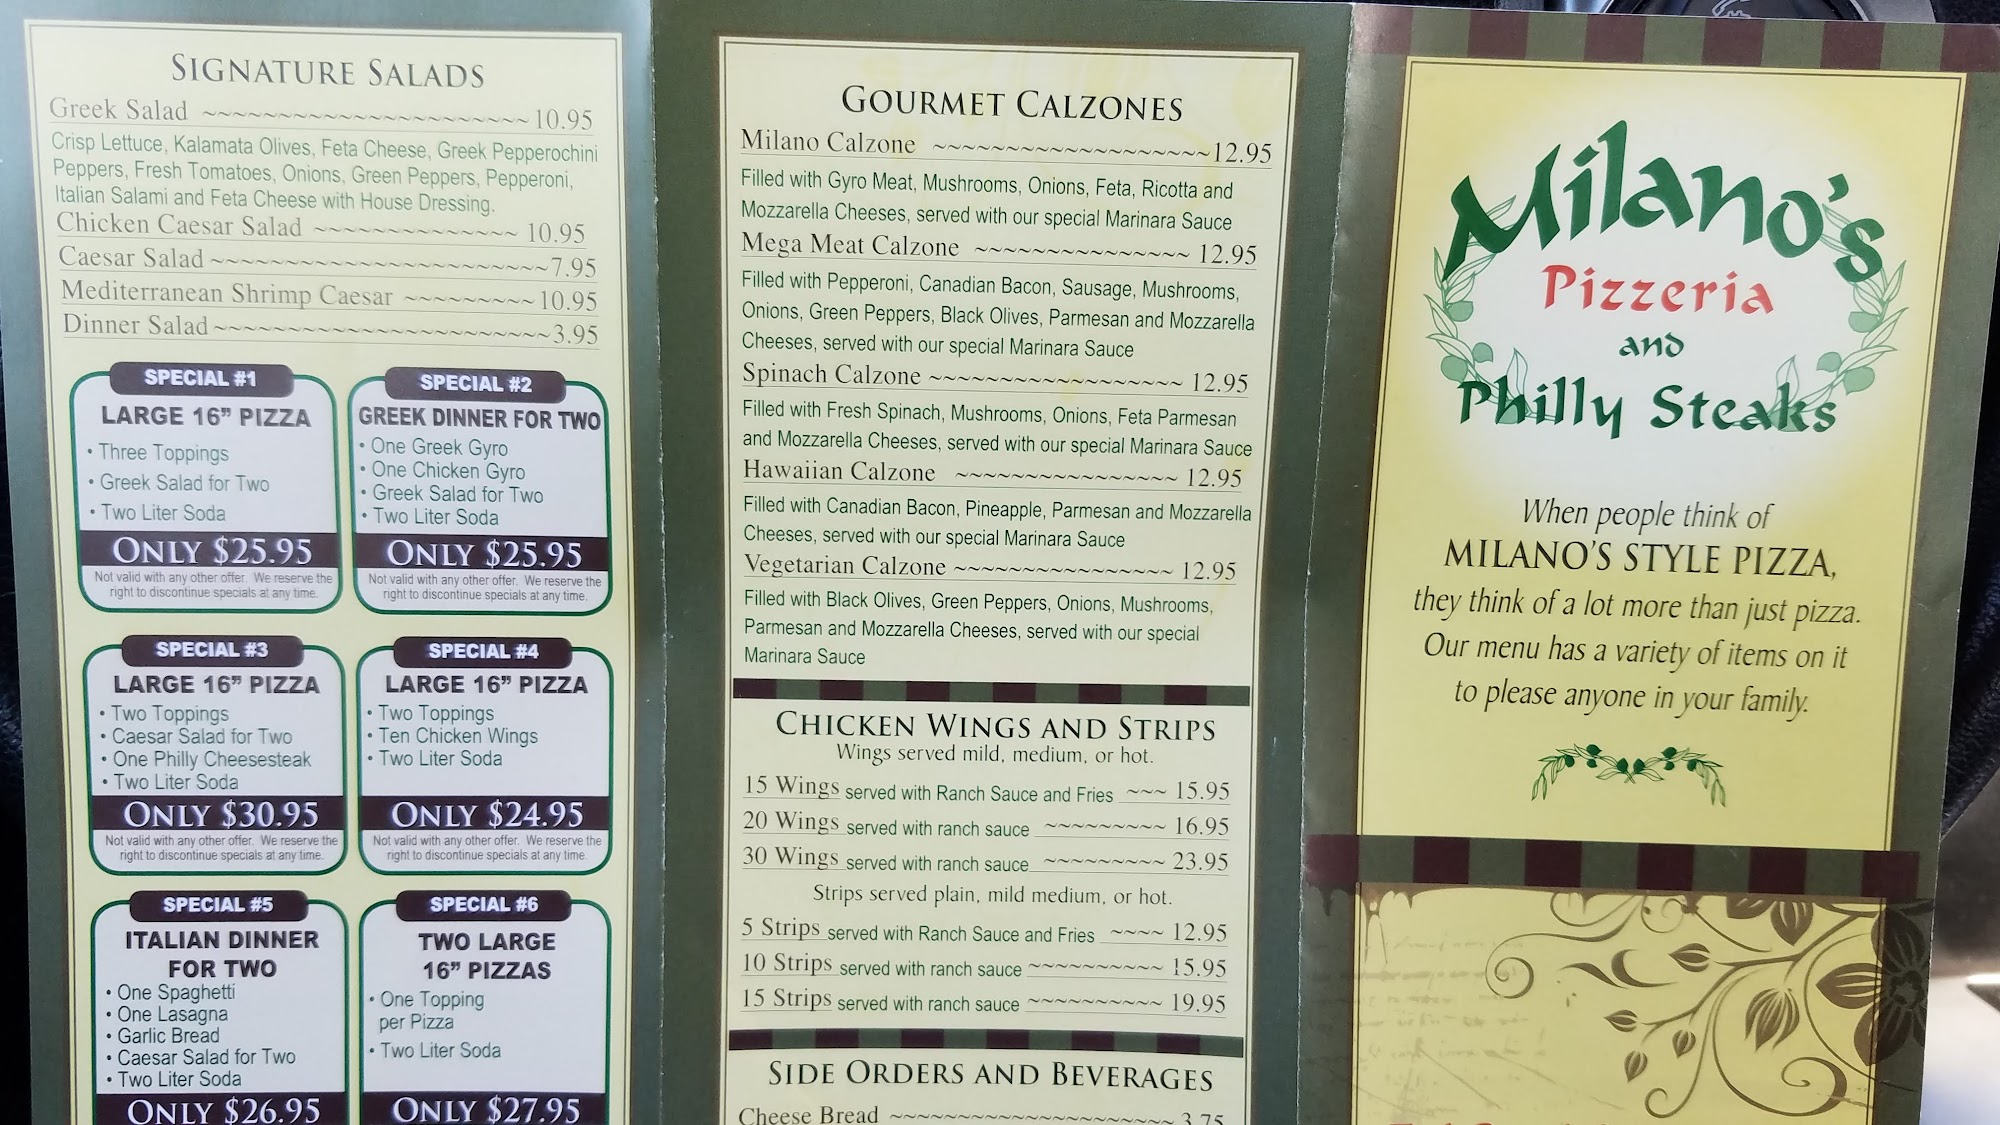 SIGNATURE SALADS
Greek Salad ~~~~~~~~~~~~~~~~~~~~~~ 10.95
Crisp Lettuce, Kalamata Olives, Feta Cheese, Greek Pepperochini
Peppers, Fresh Tomatoes, Onions, Green Peppers, Pepperoni,
Italian Salami and Feta Cheese with House Dressing.
Chicken Caesar Salad ~~~~~~~~~~~~~~ 10.95
Caesar Salad ~~~~~~~~~~~~~~~~~~~~~~~ 7.95
Mediterranean Shrimp Caesar ~~~~~~~~~ 10.95
Dinner Salad ~~~~~~~~~~~~~~~~~~~~~~~ 3.95
SPECIAL #1
LARGE 16” PIZZA
• Three Toppings
• Greek Salad for Two
• Two Liter Soda
ONLY $25.95
Not valid with any other offer. We reserve the
right to discontinue specials at any time.
SPECIAL #2
GREEK DINNER FOR TWO
• One Greek Gyro
• One Chicken Gyro
• Greek Salad for Two
• Two Liter Soda
ONLY $25.95
Not valid with any other offer. We reserve the
right to discontinue specials at any time.
SPECIAL #3
LARGE 16” PIZZA
• Two Toppings
• Caesar Salad for Two
• One Philly Cheesesteak
• Two Liter Soda
ONLY $30.95
Not valid with any other offer. We reserve the
right to discontinue specials at any time.
SPECIAL #4
LARGE 16” PIZZA
• Two Toppings
• Ten Chicken Wings
• Two Liter Soda
ONLY $24.95
Not valid with any other offer. We reserve the
right to discontinue specials at any time.
SPECIAL #5
ITALIAN DINNER
FOR TWO
• One Spaghetti
• One Lasagna
• Garlic Bread
• Caesar Salad for Two
• Two Liter Soda
ONLY $26.95
SPECIAL #6
TWO LARGE
16” PIZZAS
• One Topping
per Pizza
• Two Liter Soda
ONLY $27.95
GOURMET CALZONES
Milano Calzone ~~~~~~~~~~~~~~~~~~~ 12.95
Filled with Gyro Meat, Mushrooms, Onions, Feta, Ricotta and
Mozzarella Cheeses, served with our special Marinara Sauce
Mega Meat Calzone ~~~~~~~~~~~~~~~ 12.95
Filled with Pepperoni, Canadian Bacon, Sausage, Mushrooms,
Onions, Green Peppers, Black Olives, Parmesan and Mozzarella
Cheeses, served with our special Marinara Sauce
Spinach Calzone ~~~~~~~~~~~~~~~~~~ 12.95
Filled with Fresh Spinach, Mushrooms, Onions, Feta Parmesan
and Mozzarella Cheeses, served with our special Marinara Sauce
Hawaiian Calzone ~~~~~~~~~~~~~~~~ 12.95
Filled with Canadian Bacon, Pineapple, Parmesan and Mozzarella
Cheeses, served with our special Marinara Sauce
Vegetarian Calzone ~~~~~~~~~~~~~~~~ 12.95
Filled with Black Olives, Green Peppers, Onions, Mushrooms,
Parmesan and Mozzarella Cheeses, served with our special
Marinara Sauce
CHICKEN WINGS AND STRIPS
Wings served mild, medium, or hot.
15 Wings served with Ranch Sauce and Fries ~~~ 15.95
20 Wings served with ranch sauce ~~~~~~~~~ 16.95
30 Wings served with ranch sauce ~~~~~~~~~ 23.95
Strips served plain, mild medium, or hot.
5 Strips served with Ranch Sauce and Fries ~~~~ 12.95
10 Strips served with ranch sauce ~~~~~~~~~~ 15.95
15 Strips served with ranch sauce ~~~~~~~~~~ 19.95
SIDE ORDERS AND BEVERAGES
Cheese Bread ~~~~~~~~~~~~~~~~~~~~ 3.75
Milano's
Pizzeria
and
Philly Steaks
When people think of
MILANO'S STYLE PIZZA,
they think of a lot more than just pizza.
Our menu has a variety of items on it
to please anyone in your family.